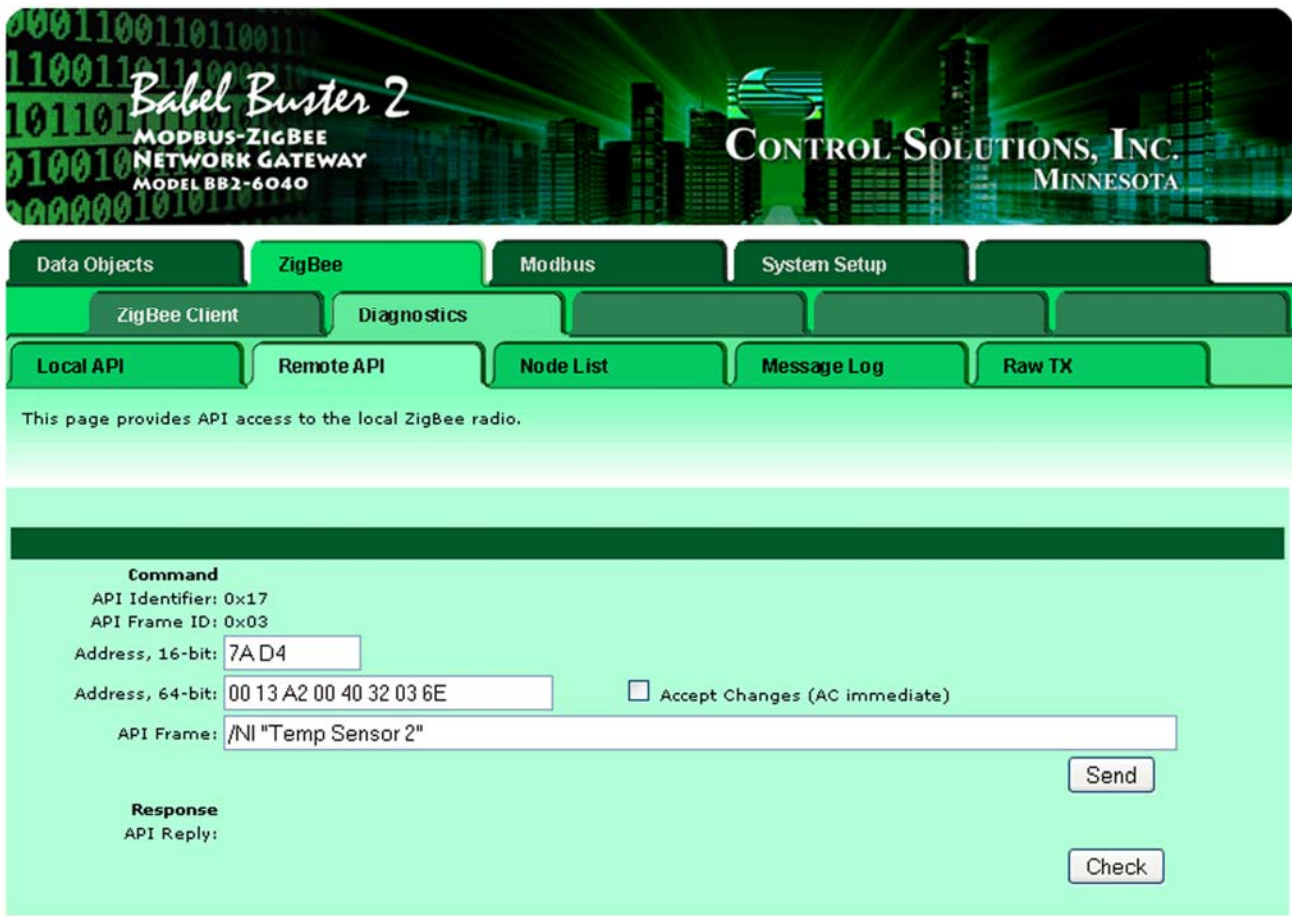 Babel Buster 2
MODBUS-ZIGBEE
NETWORK GATEWAY
MODEL BB2-6040
CONTROL SOLUTIONS, INC.
MINNESOTA
Data Objects ZigBee Modbus System Setup
ZigBee Client Diagnostics
Local API Remote API Node List Message Log Raw TX
This page provides API access to the local ZigBee radio.
Command
API Identifier: 0x17
API Frame ID: 0x03
Address, 16-bit: 7A D4
Address, 64-bit: 00 13 A2 00 40 32 03 6E Accept Changes (AC immediate)
API Frame: /NI "Temp Sensor 2"
Send
Response
API Reply:
Check